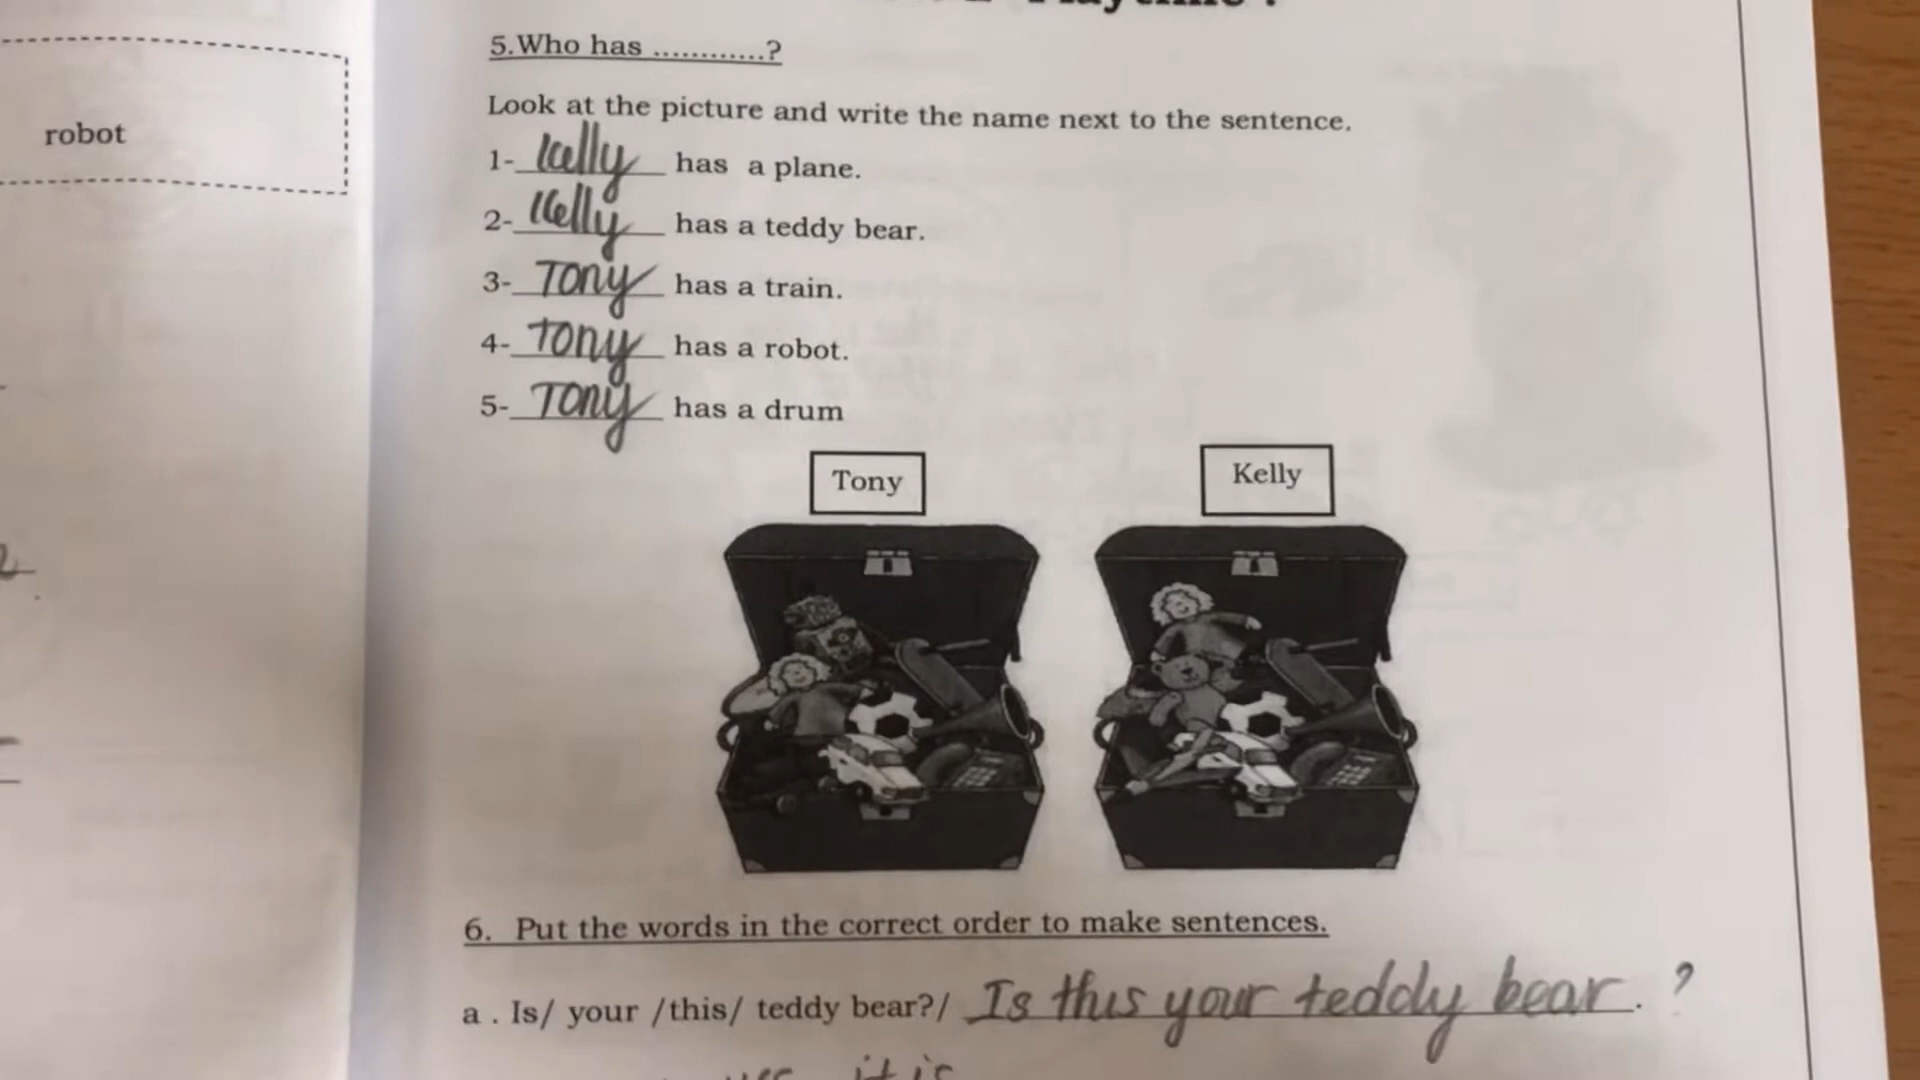 5.Who has ............?
Look at the picture and write the name next to the sentence.
robot
1- Kelly has a plane.
2- Kelly has a teddy bear.
3- Tony has a train.
4- Tony has a robot.
5- Tony has a drum
Tony
Kelly
6. Put the words in the correct order to make sentences.
a . Is/ your /this/ teddy bear?/ Is this your teddy bear. ?
it is